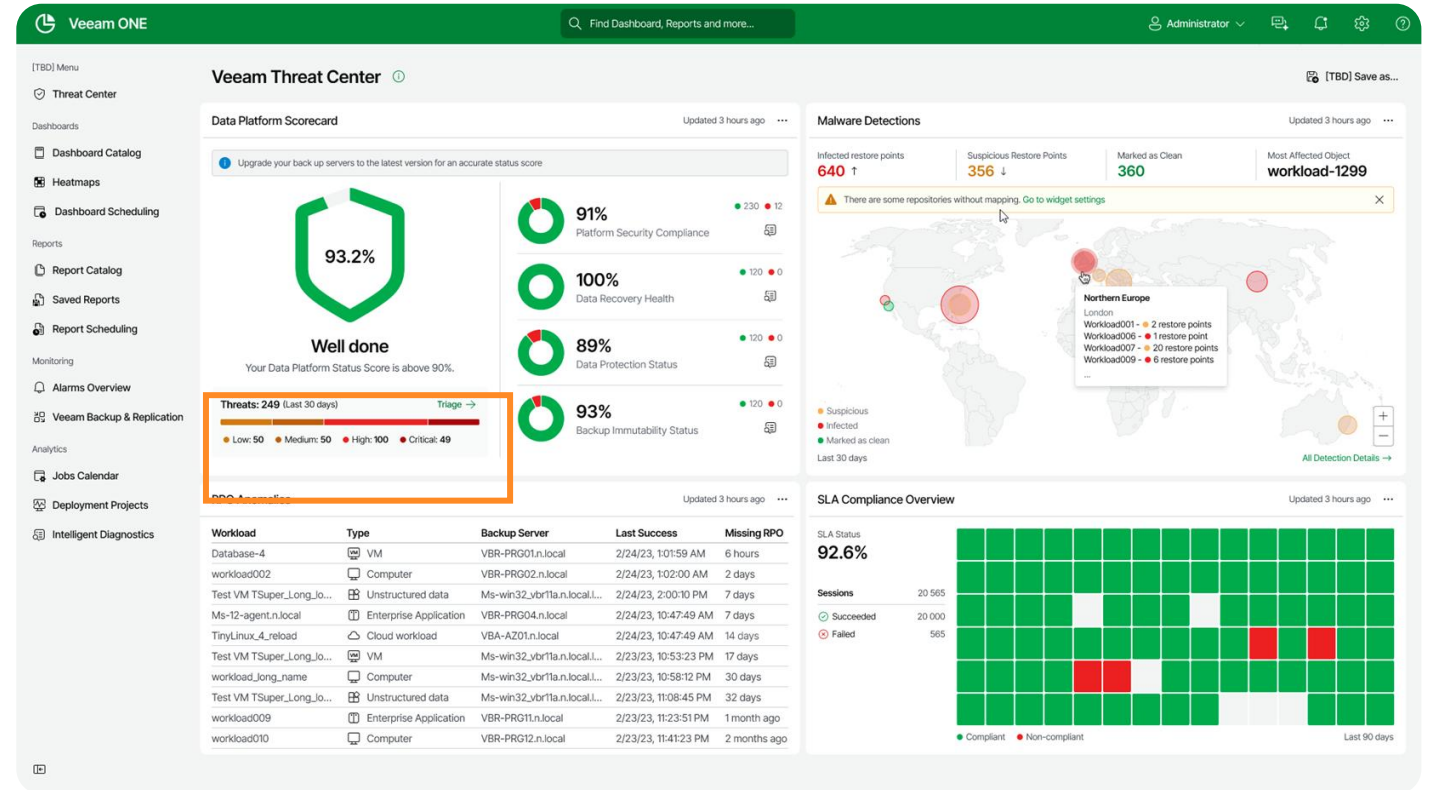 Veeam ONE
Find Dashboard, Reports and more...
Administrator
[TBD] Menu
Threat Center
Dashboards
Dashboard Catalog
Heatmaps
Dashboard Scheduling
Reports
Report Catalog
Saved Reports
Report Scheduling
Monitoring
Alarms Overview
Veeam Backup & Replication
Analytics
Jobs Calendar
Deployment Projects
Intelligent Diagnostics
Veeam Threat Center
[TBD] Save as...
Data Platform Scorecard
Updated 3 hours ago
Upgrade your back up servers to the latest version for an accurate status score
93.2%
Well done
Your Data Platform Status Score is above 90%.
Threats: 249 (Last 30 days) Triage →
Low: 50 Medium: 50 High: 100 Critical: 49
91% 230 12
Platform Security Compliance
100% 120 0
Data Recovery Health
89% 120 0
Data Protection Status
93% 120 0
Backup Immutability Status
Malware Detections
Updated 3 hours ago
Infected restore points
640 ↑
Suspicious Restore Points
356 ↓
Marked as Clean
360
Most Affected Object
workload-1299
There are some repositories without mapping. Go to widget settings
Northern Europe
London
Workload001 - 2 restore points
Workload006 - 1 restore point
Workload007 - 20 restore points
Workload009 - 6 restore points
...
Suspicious
Infected
Marked as clean
Last 30 days
All Detection Details →
RPO Anomalies
Updated 3 hours ago
Workload Type Backup Server Last Success Missing RPO
Database-4 VM VBR-PRG01.n.local 2/24/23, 1:01:59 AM 6 hours
workload002 Computer VBR-PRG02.n.local 2/24/23, 1:02:00 AM 2 days
Test VM TSuper_Long_lo... Unstructured data Ms-win32_vbr11a.n.local.l... 2/24/23, 2:00:10 PM 7 days
Ms-12-agent.n.local Enterprise Application VBR-PRG04.n.local 2/24/23, 10:47:49 AM 7 days
TinyLinux_4_reload Cloud workload VBA-AZ01.n.local 2/24/23, 10:47:49 AM 14 days
Test VM TSuper_Long_lo... VM Ms-win32_vbr11a.n.local.l... 2/23/23, 10:53:23 PM 17 days
workload_long_name Computer Ms-win32_vbr11a.n.local.l... 2/23/23, 10:58:12 PM 30 days
Test VM TSuper_Long_lo... Unstructured data Ms-win32_vbr11a.n.local.l... 2/23/23, 11:08:45 PM 32 days
workload009 Enterprise Application VBR-PRG11.n.local 2/23/23, 11:23:51 PM 1 month ago
workload010 Computer VBR-PRG12.n.local 2/23/23, 11:41:23 PM 2 months ago
SLA Compliance Overview
Updated 3 hours ago
SLA Status
92.6%
Sessions 20 565
Succeeded 20 000
Failed 565
Compliant Non-compliant
Last 90 days